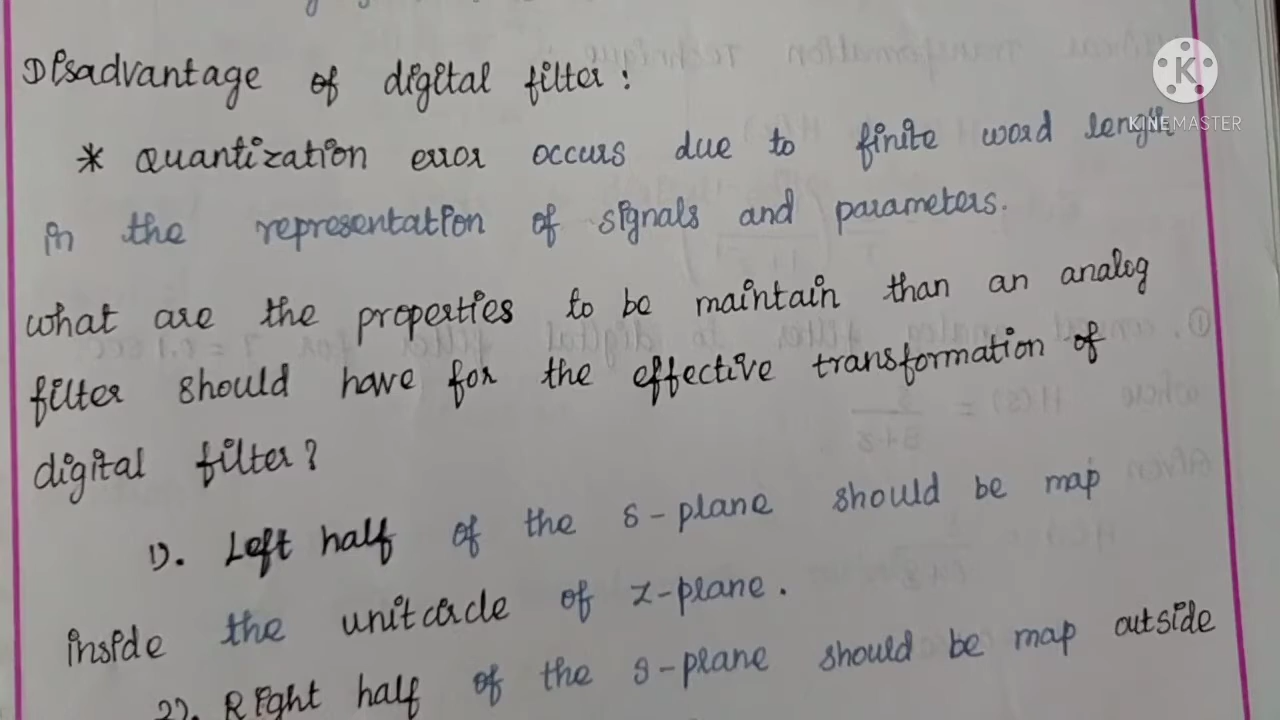 Disadvantage of digital filter:
* Quantization error occurs due to finite word length
in the representation of signals and parameters.
what are the properties to be maintain than an analog
filter should have for the effective transformation of
digital filter?
1). Left half of the s-plane should be map
inside the unitcircle of z-plane.
2). Right half of the s-plane should be map outside
KINEMASTER